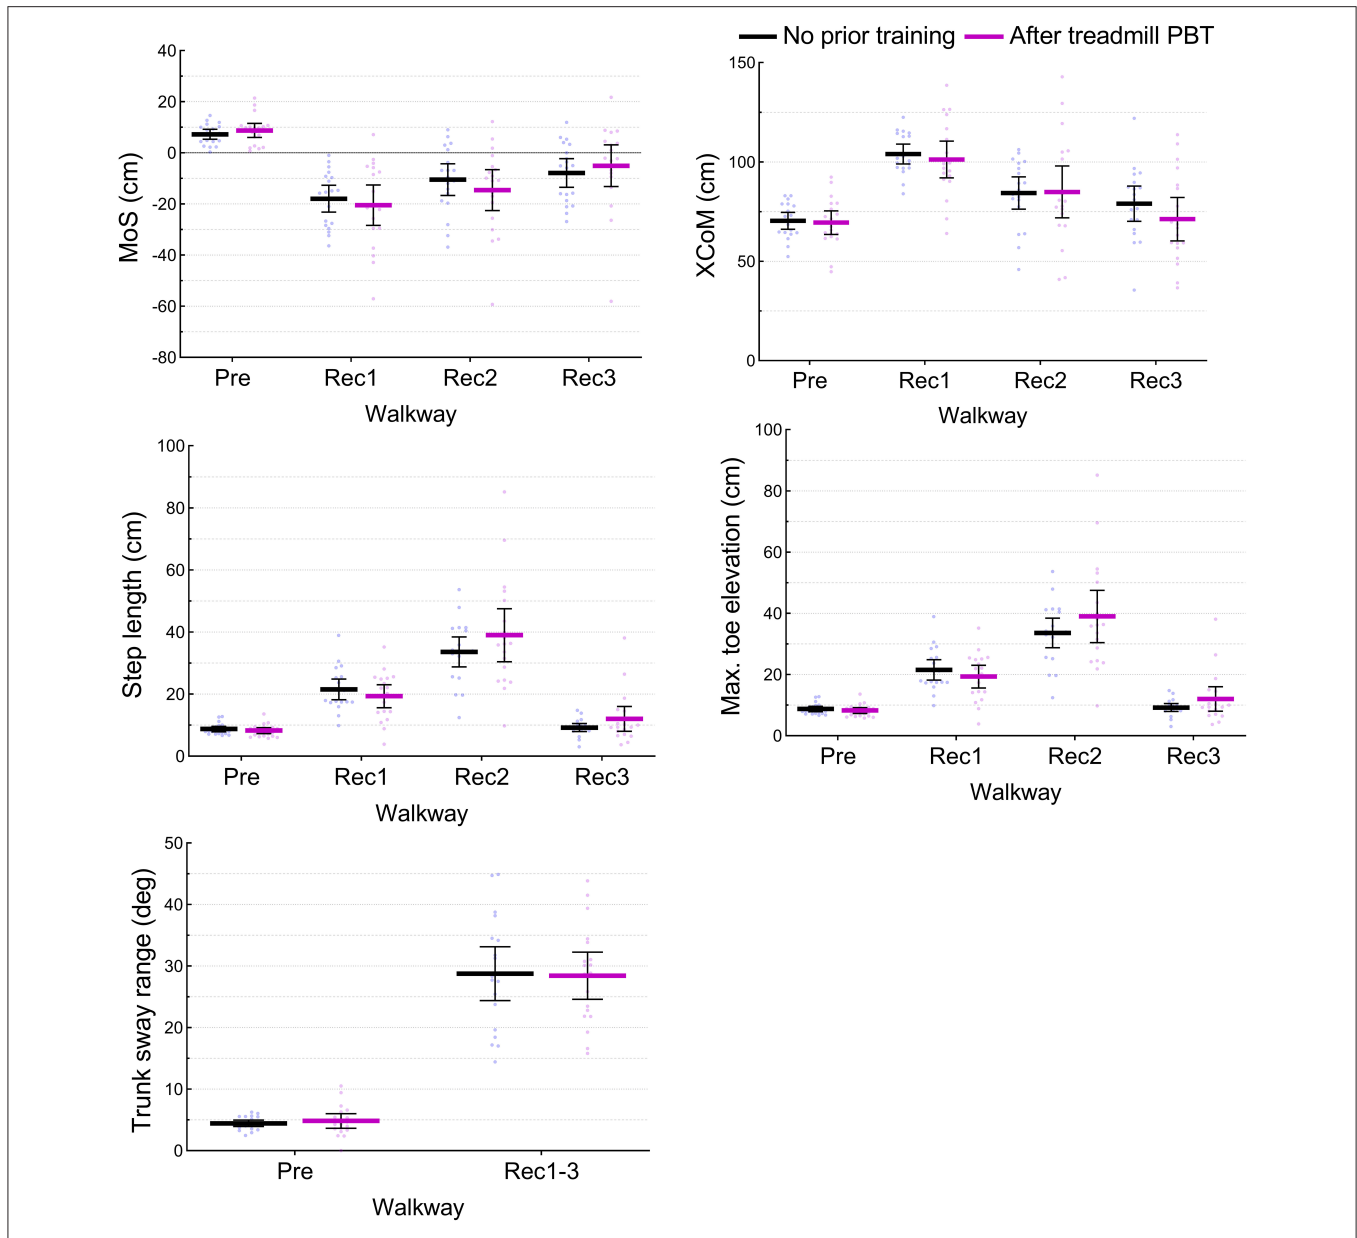 No prior training After treadmill PBT
MoS (cm)
40
20
0
-20
-40
-60
-80
Pre Rec1 Rec2 Rec3
Walkway
XCoM (cm)
150
100
50
0
Pre Rec1 Rec2 Rec3
Walkway
Step length (cm)
100
80
60
40
20
0
Pre Rec1 Rec2 Rec3
Walkway
Max. toe elevation (cm)
100
80
60
40
20
0
Pre Rec1 Rec2 Rec3
Walkway
Trunk sway range (deg)
50
40
30
20
10
0
Pre Rec1-3
Walkway